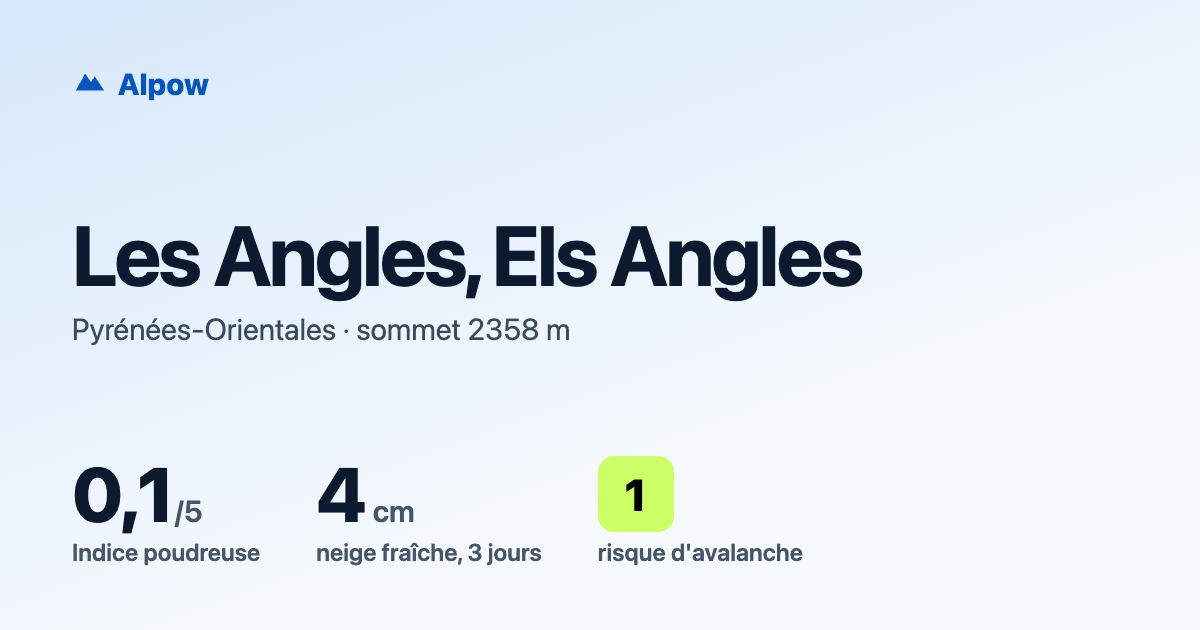 Alpow
Les Angles, Els Angles
Pyrénées-Orientales · sommet 2358 m
0,1/5
Indice poudreuse
4 cm
neige fraîche, 3 jours
1
risque d'avalanche